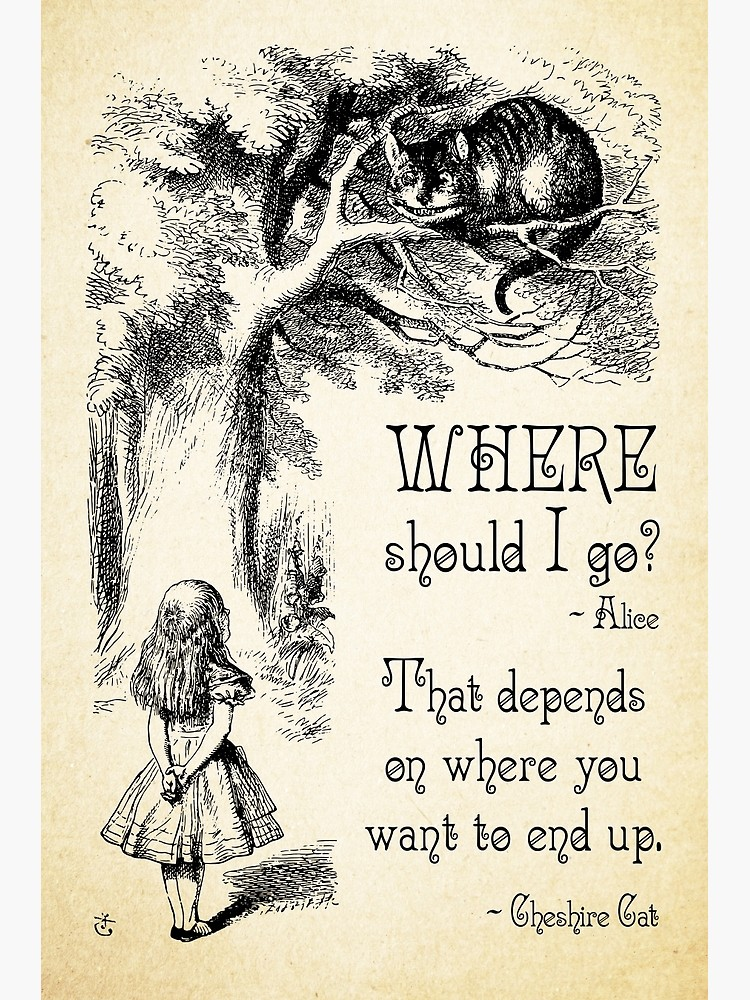 WHERE
should I go?
~ Alice
That depends
on where you
want to end up.
~ Cheshire Cat